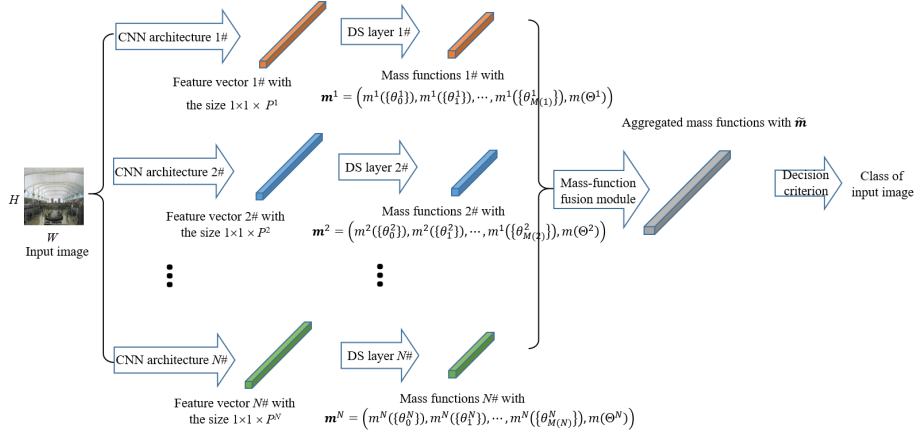 CNN architecture 1#
DS layer 1#
Feature vector 1# with
the size 1×1× P¹
Mass functions 1# with
𝒎¹ = (m¹({θ₀¹}), m¹({θ₁¹}), ⋯, m¹({θ¹_M(1)}), m(Θ¹))
Aggregated mass functions with m̃
CNN architecture 2#
DS layer 2#
Feature vector 2# with
the size 1×1× P²
Mass functions 2# with
𝒎² = (m²({θ₀²}), m²({θ₁²}), ⋯, m¹({θ²_M(2)}), m(Θ²))
Mass-function
fusion module
Decision
criterion
Class of
input image
H
W
Input image
CNN architecture N#
DS layer N#
Feature vector N# with
the size 1×1× Pᴺ
Mass functions N# with
𝒎ᴺ = (mᴺ({θ₀ᴺ}), mᴺ({θ₁ᴺ}), ⋯, mᴺ({θᴺ_M(N)}), m(Θᴺ))